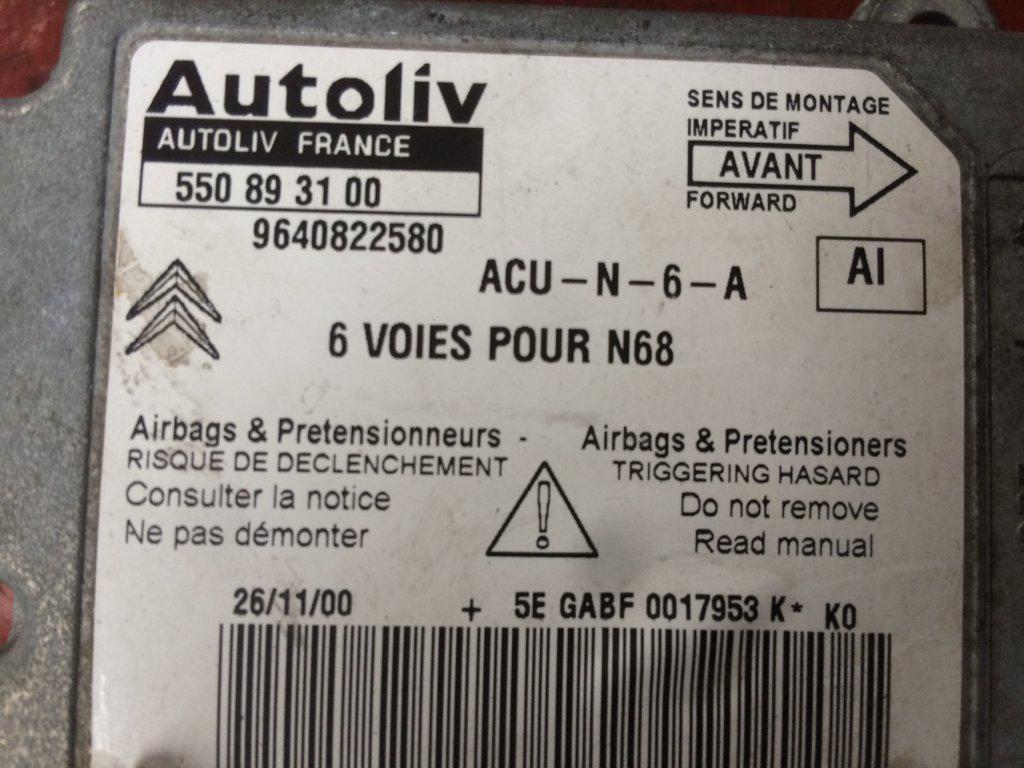 Autoliv
AUTOLIV FRANCE
550 89 31 00
9640822580
SENS DE MONTAGE
IMPERATIF
AVANT
FORWARD
AI
ACU-N-6-A
6 VOIES POUR N68
Airbags & Pretensionneurs -
RISQUE DE DECLENCHEMENT
Consulter la notice
Ne pas démonter
!
Airbags & Pretensioners
TRIGGERING HASARD
Do not remove
Read manual
26/11/00 + 5E GABF 0017953 K* K0